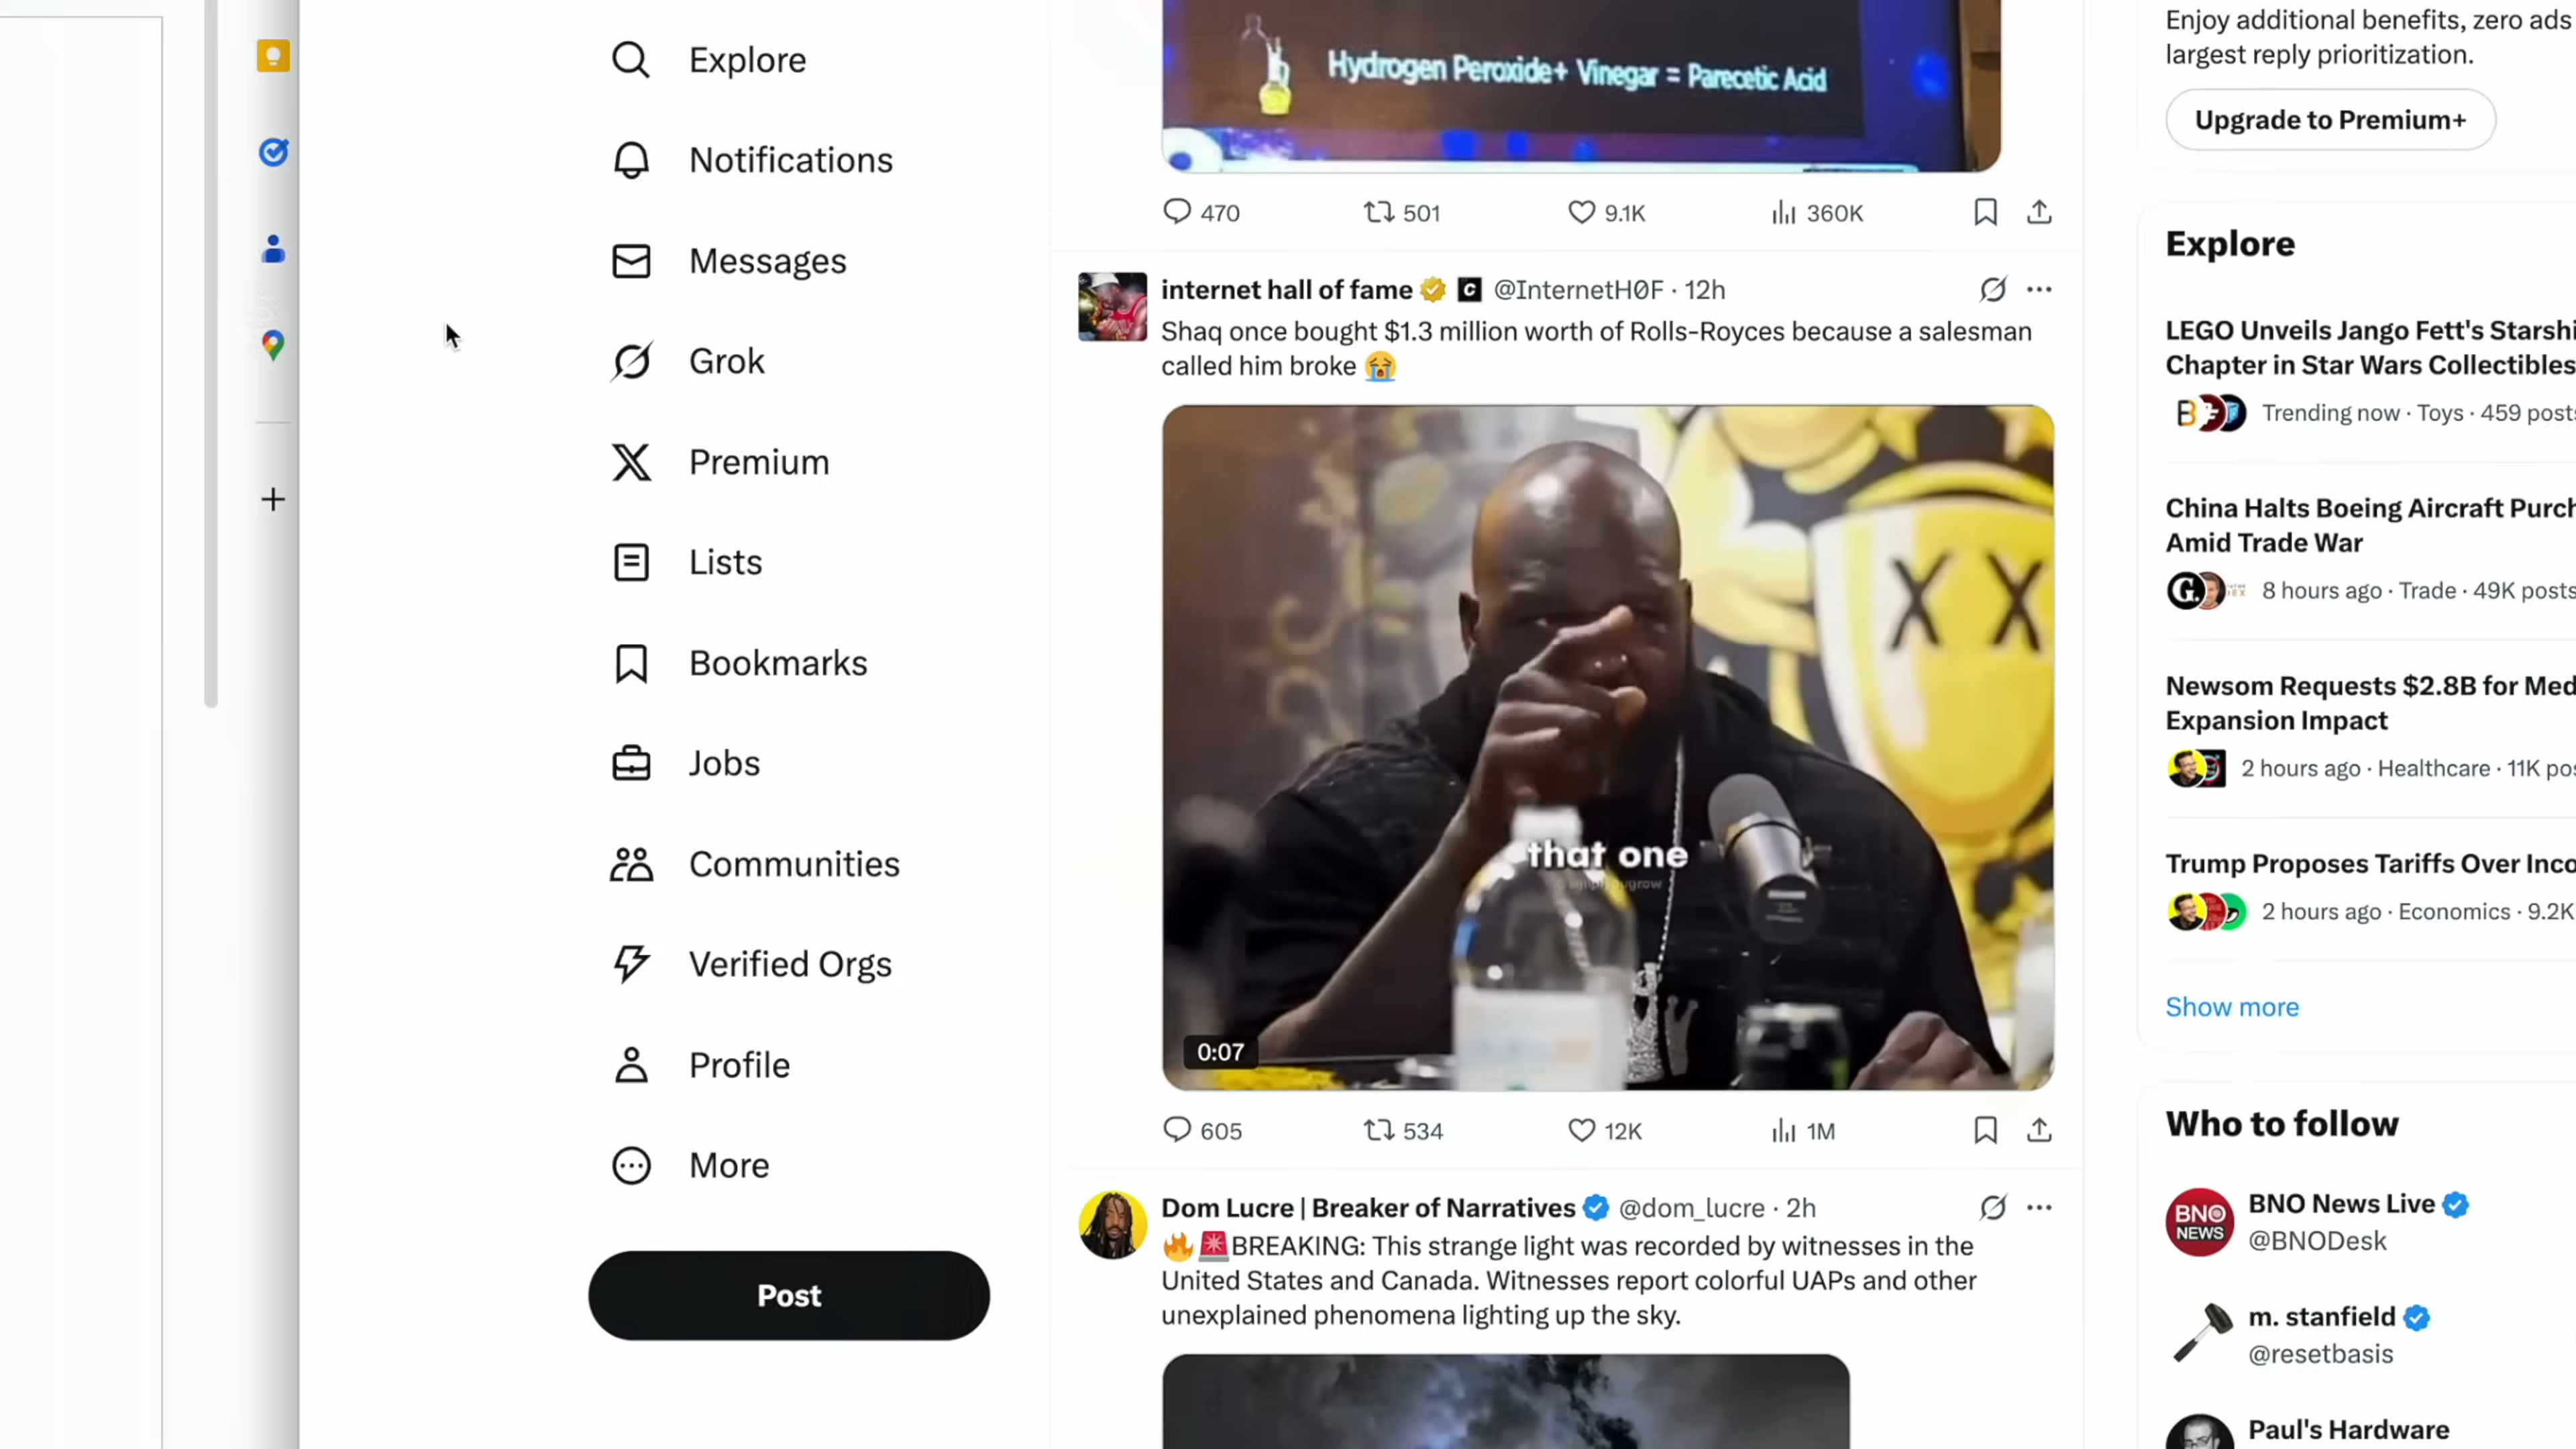 Explore
Notifications
Messages
Grok
Premium
Lists
Bookmarks
Jobs
Communities
Verified Orgs
Profile
More
Post
Hydrogen Peroxide+ Vinegar = Parecetic Acid
470 501 9.1K 360K
internet hall of fame @InternetH0F · 12h
Shaq once bought $1.3 million worth of Rolls-Royces because a salesman
called him broke 😭
XX
that one
0:07
605 534 12K 1M
Dom Lucre | Breaker of Narratives @dom_lucre · 2h
🔥🚨BREAKING: This strange light was recorded by witnesses in the
United States and Canada. Witnesses report colorful UAPs and other
unexplained phenomena lighting up the sky.
Enjoy additional benefits, zero ads
largest reply prioritization.
Upgrade to Premium+
Explore
LEGO Unveils Jango Fett's Starshi
Chapter in Star Wars Collectibles
Trending now · Toys · 459 posts
China Halts Boeing Aircraft Purch
Amid Trade War
8 hours ago · Trade · 49K posts
Newsom Requests $2.8B for Med
Expansion Impact
2 hours ago · Healthcare · 11K pos
Trump Proposes Tariffs Over Inco
2 hours ago · Economics · 9.2K
Show more
Who to follow
BNO
NEWS
BNO News Live
@BNODesk
m. stanfield
@resetbasis
Paul's Hardware